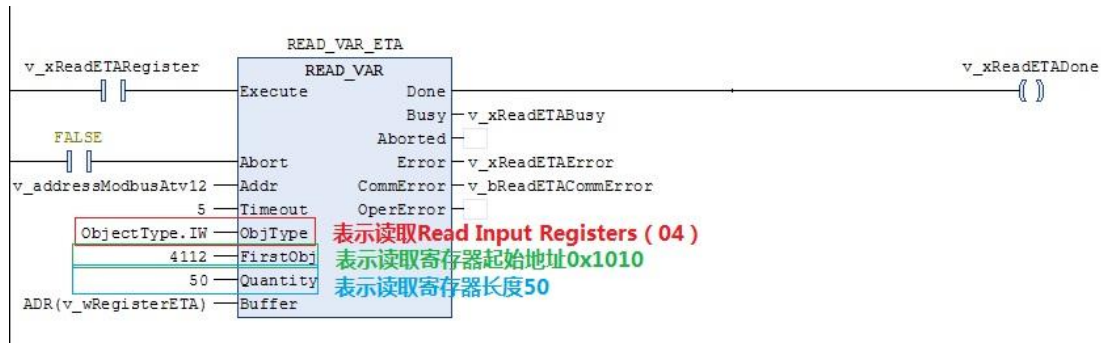 READ_VAR_ETA
v_xReadETARegister READ_VAR v_xReadETADone
Execute Done
Busy v_xReadETABusy
FALSE Aborted
Abort Error v_xReadETAError
v_addressModbusAtv12 Addr CommError v_bReadETACommError
5 Timeout OperError
ObjectType.IW ObjType 表示读取Read Input Registers（04）
4112 FirstObj 表示读取寄存器起始地址0x1010
50 Quantity 表示读取寄存器长度50
ADR(v_wRegisterETA) Buffer